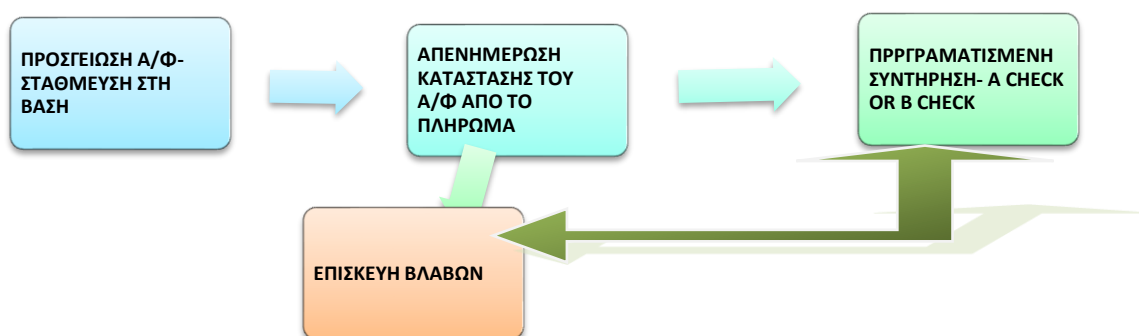 ΠΡΟΣΓΕΙΩΣΗ Α/Φ-
ΣΤΑΘΜΕΥΣΗ ΣΤΗ
ΒΑΣΗ
ΑΠΕΝΗΜΕΡΩΣΗ
ΚΑΤΑΣΤΑΣΗΣ ΤΟΥ
Α/Φ ΑΠΟ ΤΟ
ΠΛΗΡΩΜΑ
ΠΡΡΓΡΑΜΑΤΙΣΜΕΝΗ
ΣΥΝΤΗΡΗΣΗ- A CHECK
OR B CHECK
ΕΠΙΣΚΕΥΗ ΒΛΑΒΩΝ